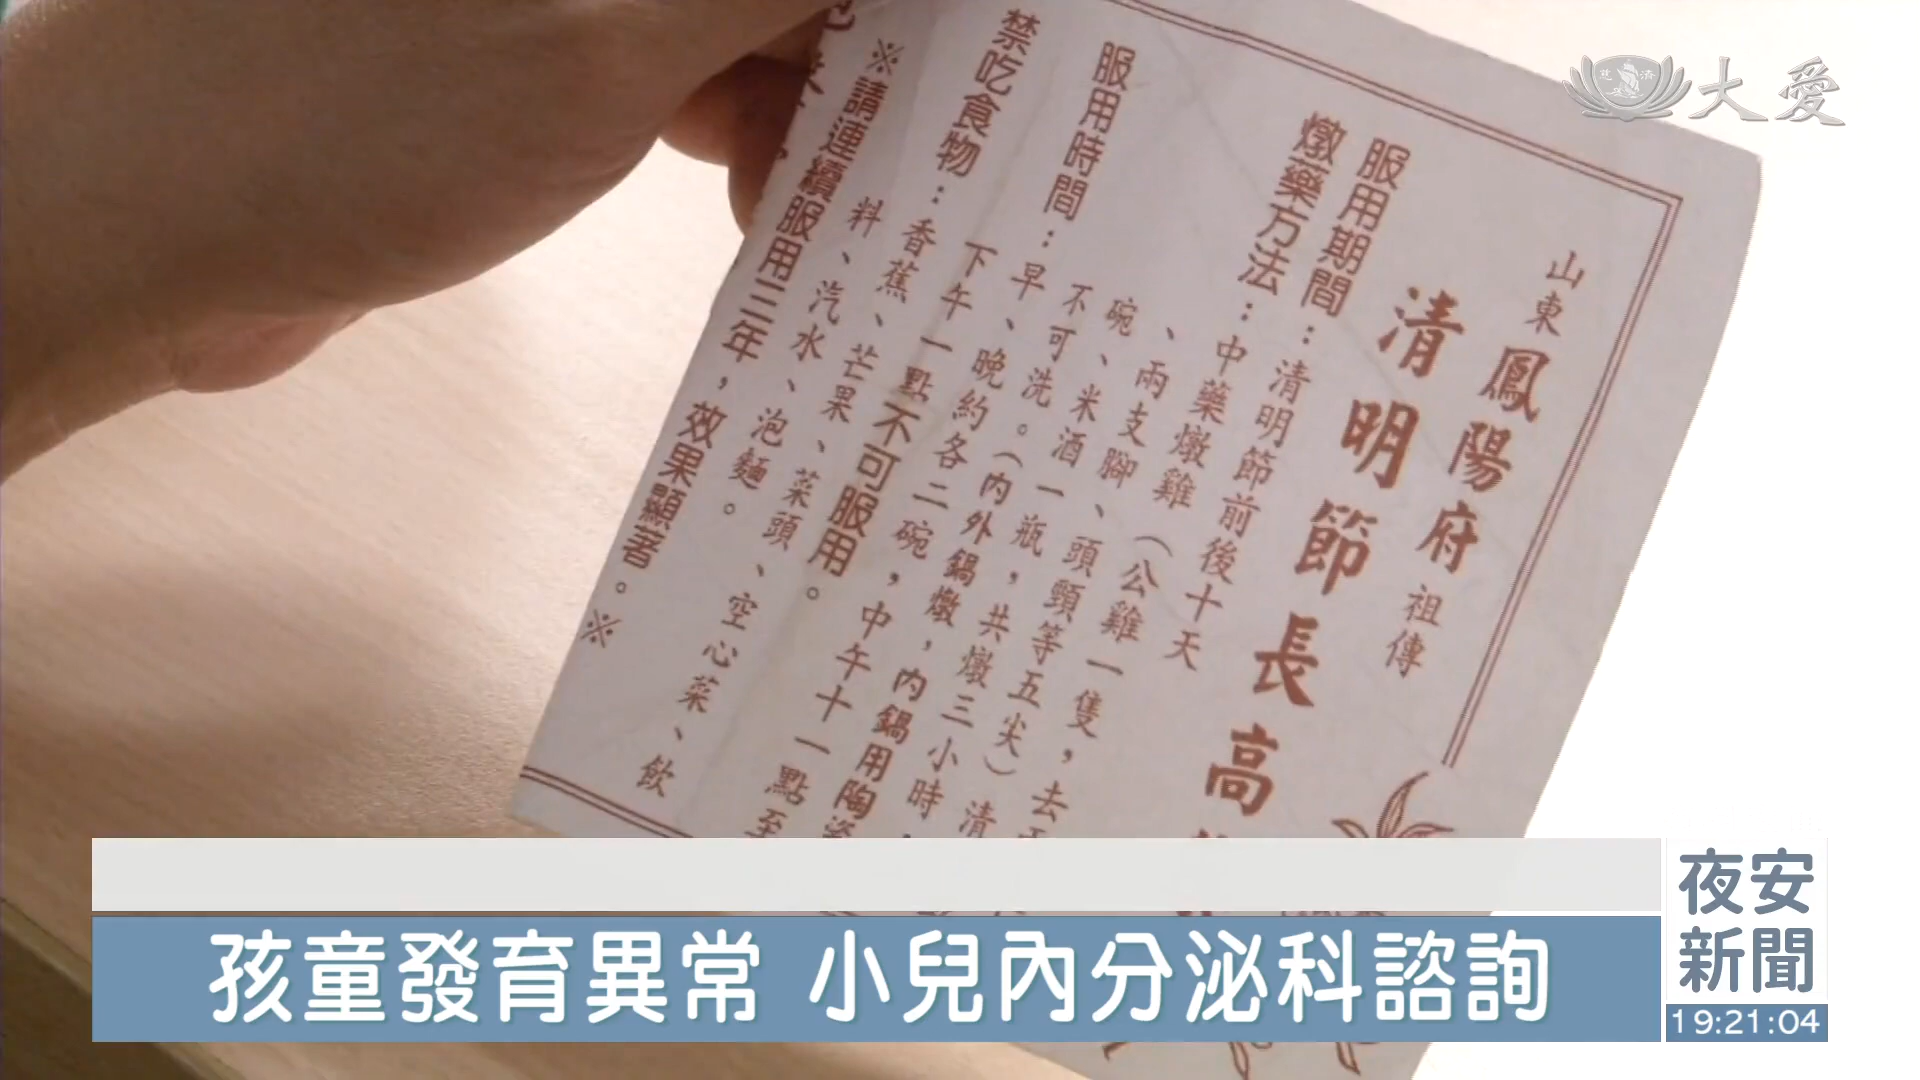 大愛
山東鳳陽府祖傳
清明節長高
服用期間：清明節前後十天
燉藥方法：中藥燉雞（公雞一隻，去
、兩支腳、頭頸等五尖）清
碗、米酒一瓶，共燉三小時
不可洗。（內外鍋燉，內鍋用陶瓷
服用時間：早、晚約各二碗，中午十一點至
下午一點不可服用。
禁吃食物：香蕉、芒果、菜頭、空心菜、飲
料、汽水、泡麵。
※請連續服用三年，效果顯著。※
孩童發育異常 小兒內分泌科諮詢
夜安
新聞
19:21:04